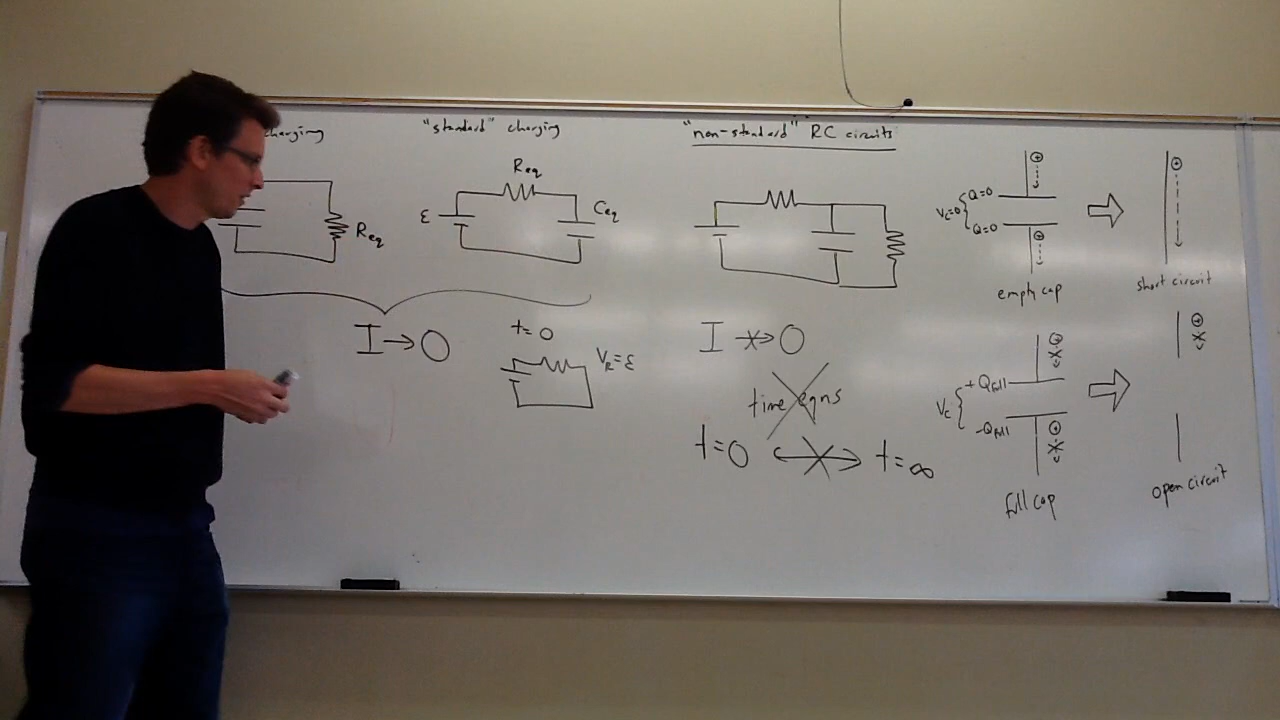 charging
Req
"standard" charging
Req
ε
Ceq
I → 0
t=0
VR=ε
"non-standard" RC circuits
I → 0
time eqns
t=0 ↔ t=∞
Q=0
Vc=0
Q=0
empty cap
short circuit
+Qfull
Vc
-Qfull
full cap
open circuit